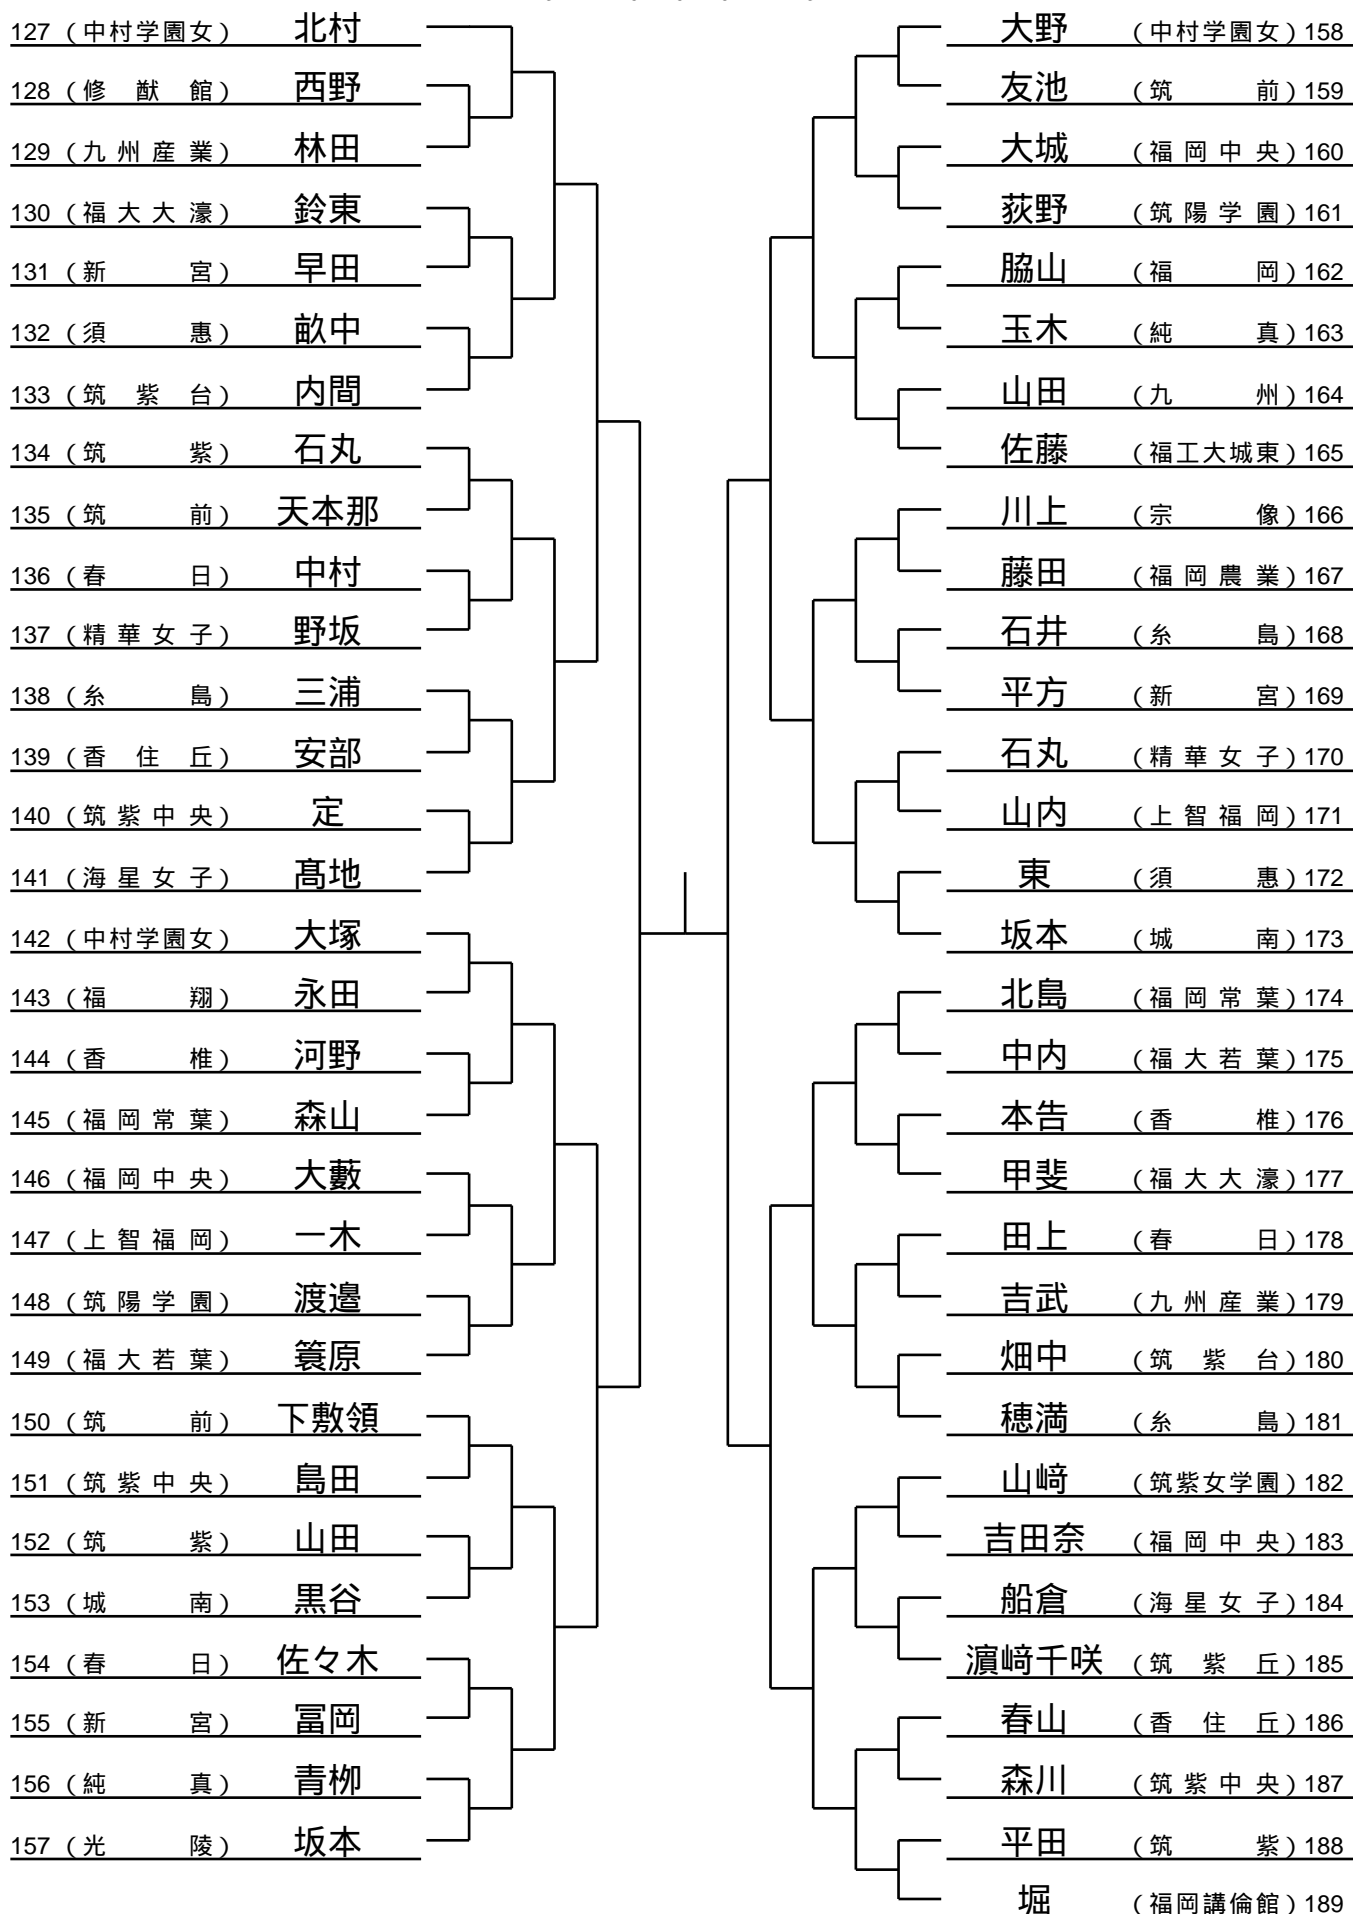 127 (中村学園女) 北村
128 (修猷館) 西野
129 (九州産業) 林田
130 (福大大濠) 鈴東
131 (新宮) 早田
132 (須惠) 畝中
133 (筑紫台) 内間
134 (筑紫) 石丸
135 (筑前) 天本那
136 (春日) 中村
137 (精華女子) 野坂
138 (糸島) 三浦
139 (香住丘) 安部
140 (筑紫中央) 定
141 (海星女子) 髙地
142 (中村学園女) 大塚
143 (福翔) 永田
144 (香椎) 河野
145 (福岡常葉) 森山
146 (福岡中央) 大藪
147 (上智福岡) 一木
148 (筑陽学園) 渡邉
149 (福大若葉) 簑原
150 (筑前) 下敷領
151 (筑紫中央) 島田
152 (筑紫) 山田
153 (城南) 黒谷
154 (春日) 佐々木
155 (新宮) 冨岡
156 (純真) 青栁
157 (光陵) 坂本
大野 (中村学園女) 158
友池 (筑前) 159
大城 (福岡中央) 160
荻野 (筑陽学園) 161
脇山 (福岡) 162
玉木 (純真) 163
山田 (九州) 164
佐藤 (福工大城東) 165
川上 (宗像) 166
藤田 (福岡農業) 167
石井 (糸島) 168
平方 (新宮) 169
石丸 (精華女子) 170
山内 (上智福岡) 171
東 (須惠) 172
坂本 (城南) 173
北島 (福岡常葉) 174
中内 (福大若葉) 175
本告 (香椎) 176
甲斐 (福大大濠) 177
田上 (春日) 178
吉武 (九州産業) 179
畑中 (筑紫台) 180
穂満 (糸島) 181
山﨑 (筑紫女学園) 182
吉田奈 (福岡中央) 183
船倉 (海星女子) 184
濵﨑千咲 (筑紫丘) 185
春山 (香住丘) 186
森川 (筑紫中央) 187
平田 (筑紫) 188
堀 (福岡講倫館) 189